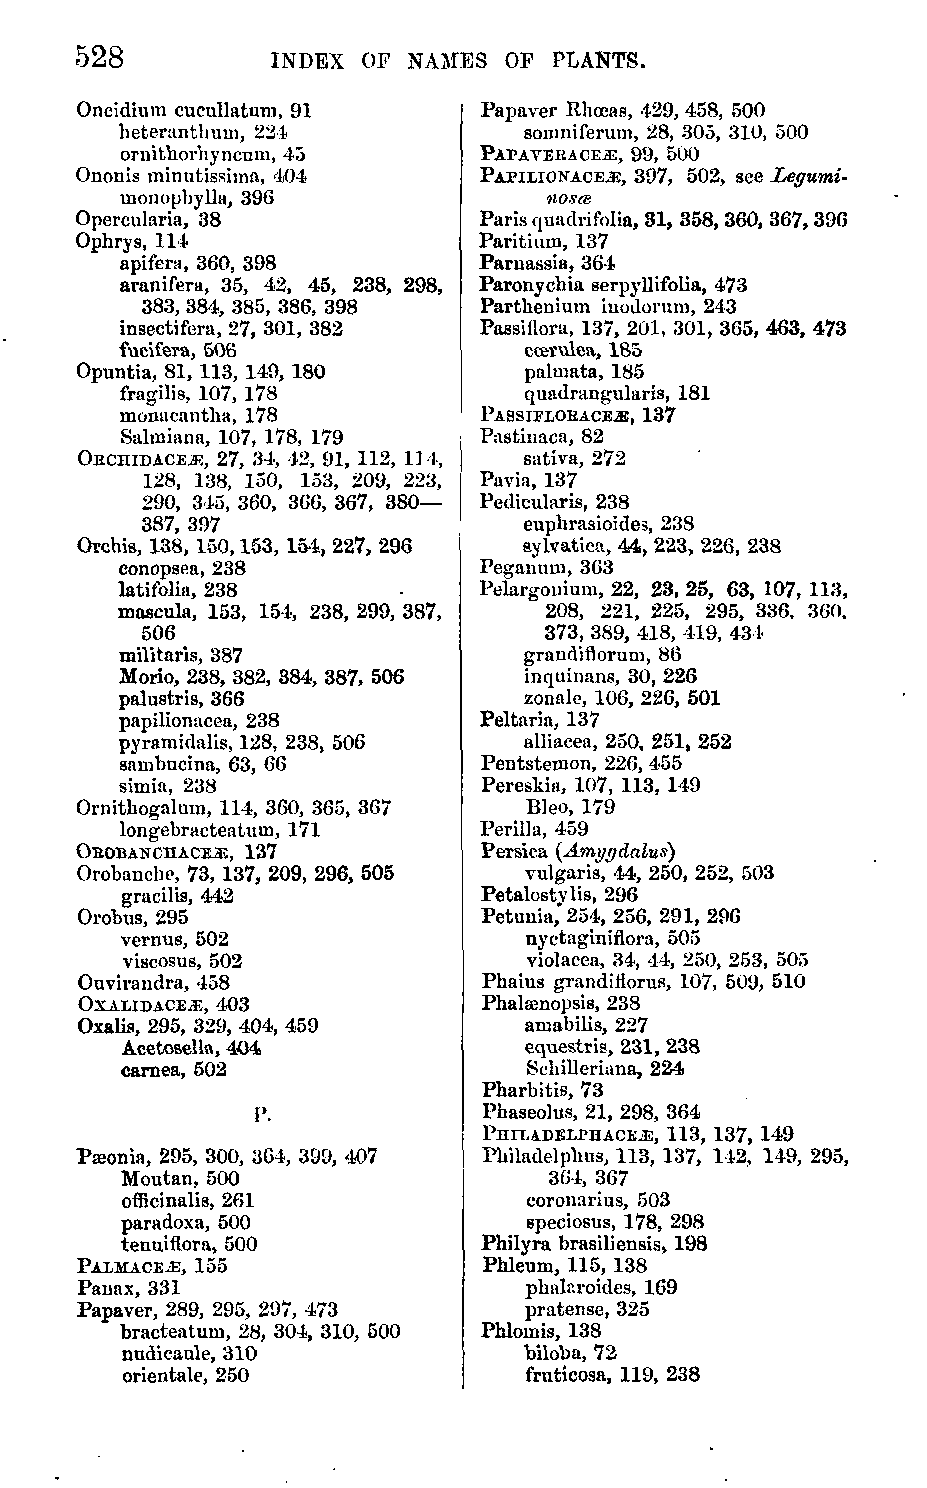 528 INDEX OF NAMES OF PLANTS.
Oncidium cucullatum, 91
heteranthum, 224
ornithorhyncum, 45
Ononis minutissima, 404
monophylla, 396
Opercularia, 38
Ophrys, 114
apifera, 360, 398
aranifera, 35, 42, 45, 238, 298,
383, 384, 385, 386, 398
insectifera, 27, 301, 382
fucifera, 506
Opuntia, 81, 113, 149, 180
fragilis, 107, 178
monacantha, 178
Salmiana, 107, 178, 179
ORCHIDACEÆ, 27, 34, 42, 91, 112, 114,
128, 138, 150, 153, 209, 223,
290, 345, 360, 366, 367, 380—
387, 397
Orchis, 138, 150, 153, 154, 227, 296
conopsea, 238
latifolia, 238
mascula, 153, 154, 238, 299, 387,
506
militaris, 387
Morio, 238, 382, 384, 387, 506
palustris, 366
papilionacea, 238
pyramidalis, 128, 238, 506
sambucina, 63, 66
simia, 238
Ornithogalum, 114, 360, 365, 367
longebracteatum, 171
OROBANCHACEÆ, 137
Orobanche, 73, 137, 209, 296, 505
gracilis, 442
Orobus, 295
vernus, 502
viscosus, 502
Ouvirandra, 458
OXALIDACEÆ, 403
Oxalis, 295, 329, 404, 459
Acetosella, 404
carnea, 502
P.
Pæonia, 295, 300, 364, 399, 407
Moutan, 500
officinalis, 261
paradoxa, 500
tenuiflora, 500
PALMACEÆ, 155
Panax, 331
Papaver, 289, 295, 297, 473
bracteatum, 28, 304, 310, 500
nudicaule, 310
orientale, 250
Papaver Rhœas, 429, 458, 500
somniferum, 28, 305, 310, 500
PAPAVERACEÆ, 99, 500
PAPILIONACEÆ, 397, 502, see Legumi-
nosæ
Paris quadrifolia, 81, 358, 360, 367, 396
Paritium, 137
Parnassia, 364
Paronychia serpyllifolia, 473
Parthenium inodorum, 243
Passiflora, 137, 201, 301, 365, 463, 473
cœrulea, 185
palmata, 185
quadrangularis, 181
PASSIFLORACEÆ, 137
Pastinaca, 82
sativa, 272
Pavia, 137
Pedicularis, 238
euphrasioides, 238
sylvatica, 44, 223, 226, 238
Peganum, 363
Pelargonium, 22, 23, 25, 63, 107, 113,
208, 221, 225, 295, 336, 360,
373, 389, 418, 419, 434
grandiflorum, 86
inquinans, 30, 226
zonale, 106, 226, 501
Peltaria, 137
alliacea, 250, 251, 252
Pentstemon, 226, 455
Pereskia, 107, 113, 149
Bleo, 179
Perilla, 459
Persica (Amygdalus)
vulgaris, 44, 250, 252, 503
Petalostylis, 296
Petunia, 254, 256, 291, 296
nyctaginiflora, 505
violacea, 34, 44, 250, 253, 505
Phaius grandiflorus, 107, 509, 510
Phalænopsis, 238
amabilis, 227
equestris, 231, 238
Schilleriana, 224
Pharbitis, 73
Phaseolus, 21, 298, 364
PHILADELPHACEÆ, 113, 137, 149
Philadelphus, 113, 137, 142, 149, 295,
364, 367
coronarius, 503
speciosus, 178, 298
Philyra brasiliensis, 198
Phleum, 115, 138
phalaroides, 169
pratense, 325
Phlomis, 138
biloba, 72
fruticosa, 119, 238